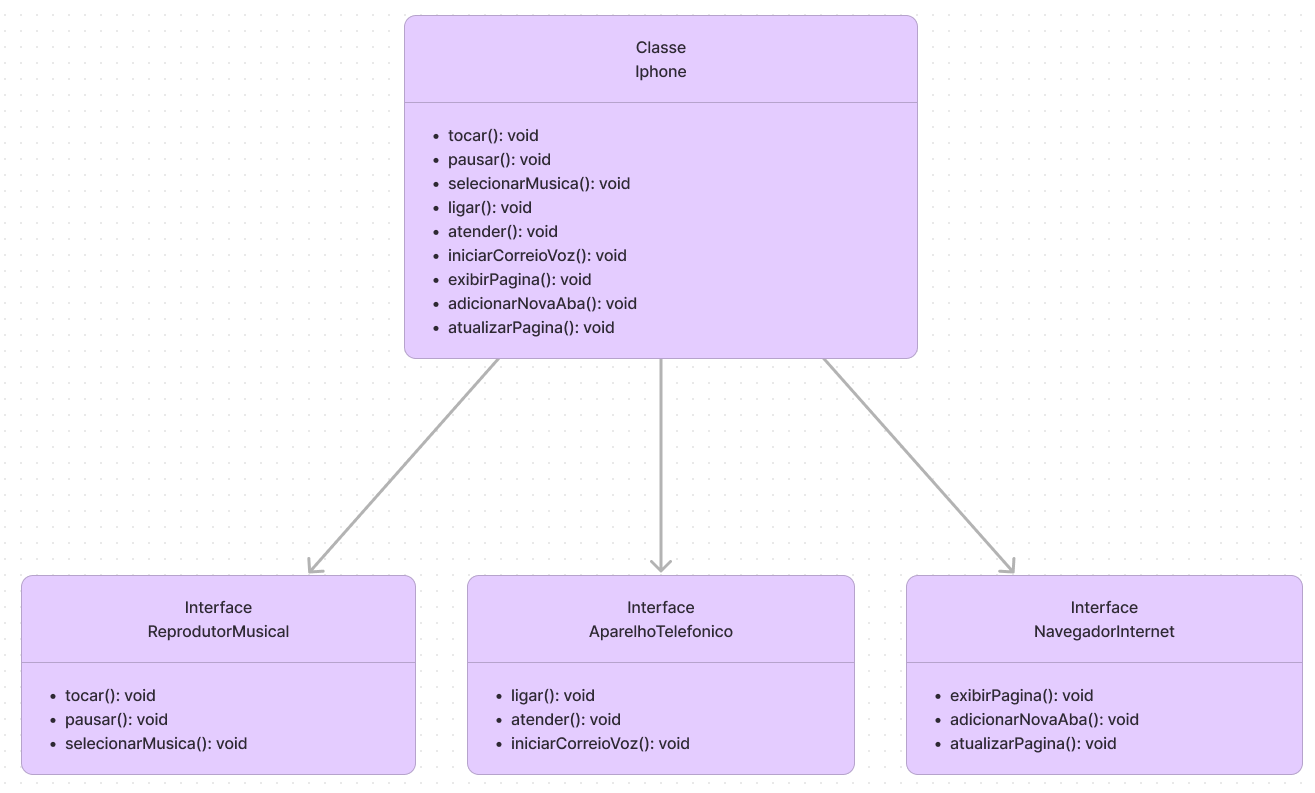 Classe
Iphone
• tocar(): void
• pausar(): void
• selecionarMusica(): void
• ligar(): void
• atender(): void
• iniciarCorreioVoz(): void
• exibirPagina(): void
• adicionarNovaAba(): void
• atualizarPagina(): void
Interface
ReprodutorMusical
• tocar(): void
• pausar(): void
• selecionarMusica(): void
Interface
AparelhoTelefonico
• ligar(): void
• atender(): void
• iniciarCorreioVoz(): void
Interface
NavegadorInternet
• exibirPagina(): void
• adicionarNovaAba(): void
• atualizarPagina(): void